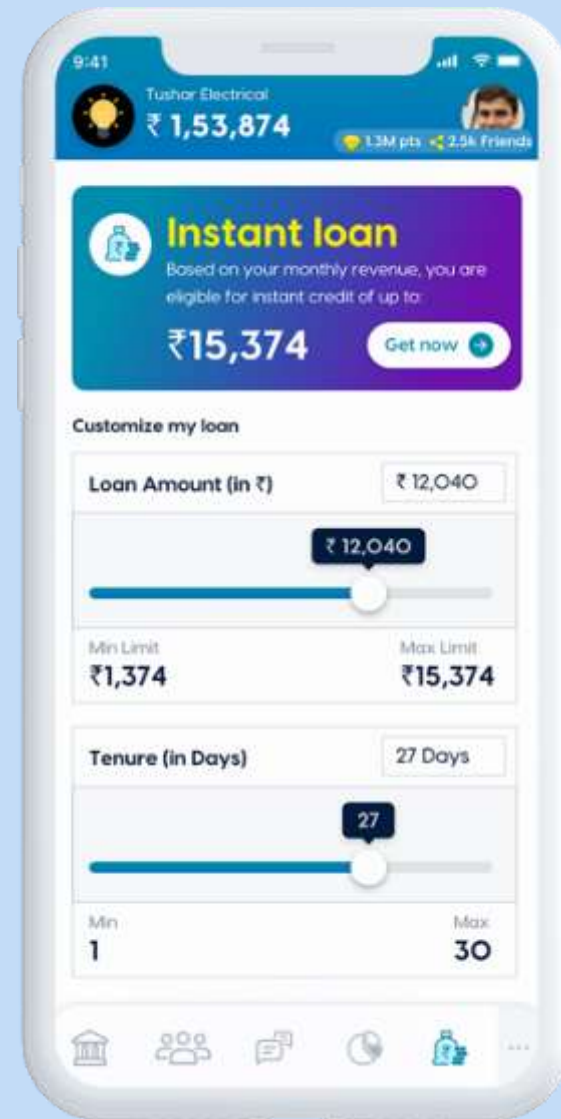 9:41
Tushar Electrical
₹ 1,53,874
1.3M pts 2.5k Friends
Instant loan
Based on your monthly revenue, you are
eligible for instant credit of up to:
₹15,374
Get now
Customize my loan
Loan Amount (in ₹)
₹ 12,040
₹ 12,040
Min Limit
Max Limit
₹1,374
₹15,374
Tenure (in Days)
27 Days
27
Min
Max
1
30